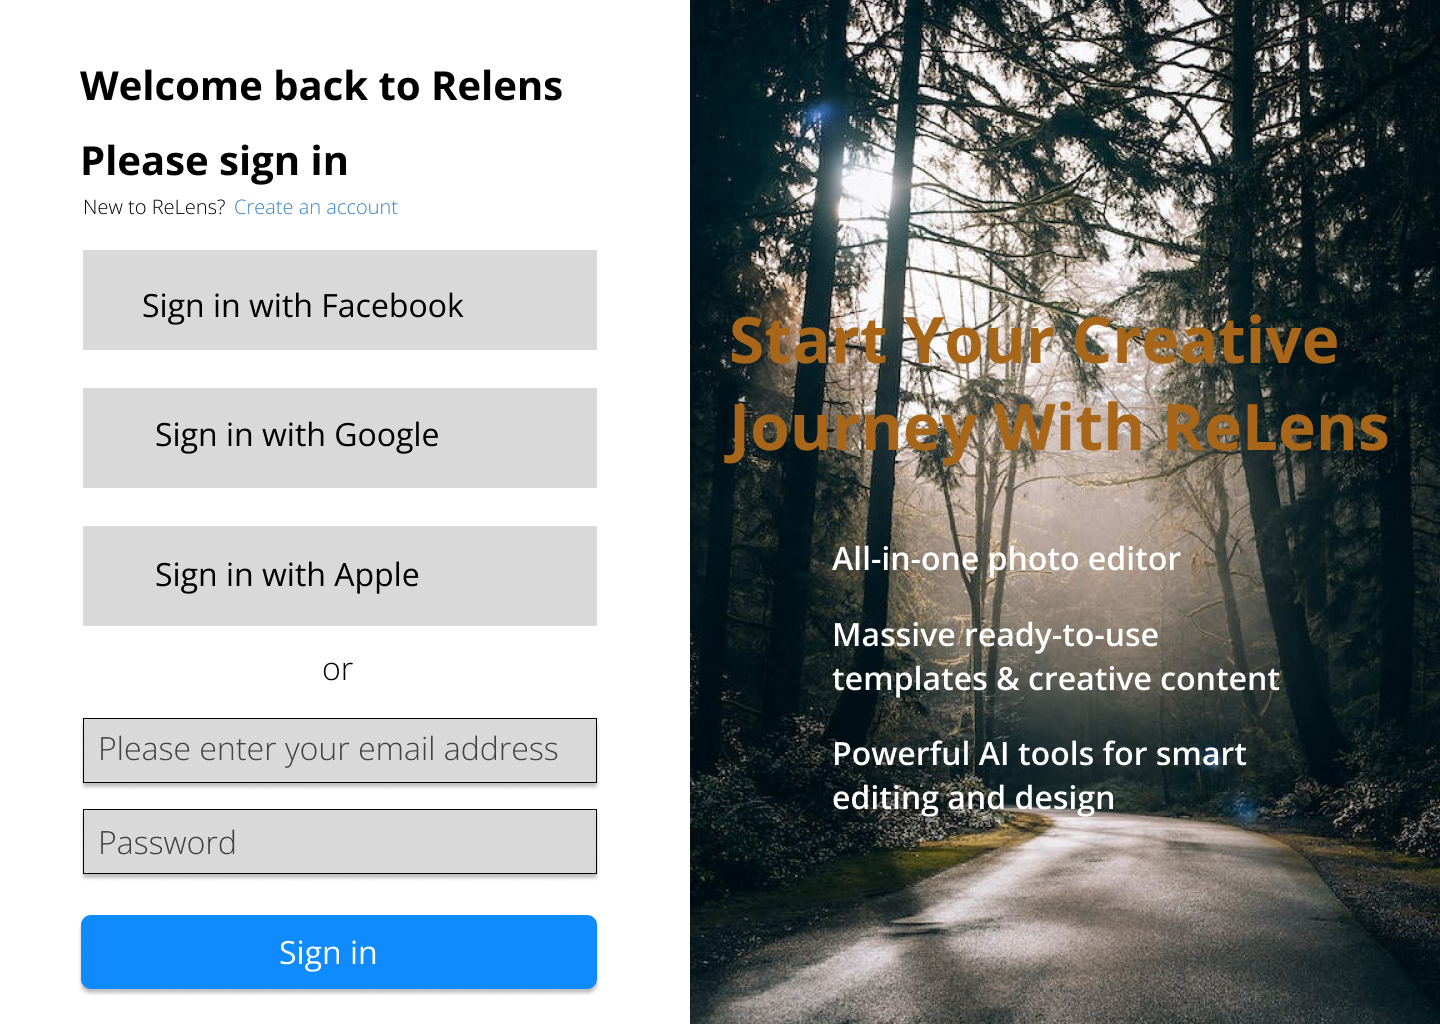 Welcome back to Relens
Please sign in
New to ReLens? Create an account
Sign in with Facebook
Sign in with Google
Sign in with Apple
or
Please enter your email address
Password
Sign in
Start Your Creative
Journey With ReLens
All-in-one photo editor
Massive ready-to-use
templates & creative content
Powerful AI tools for smart
editing and design